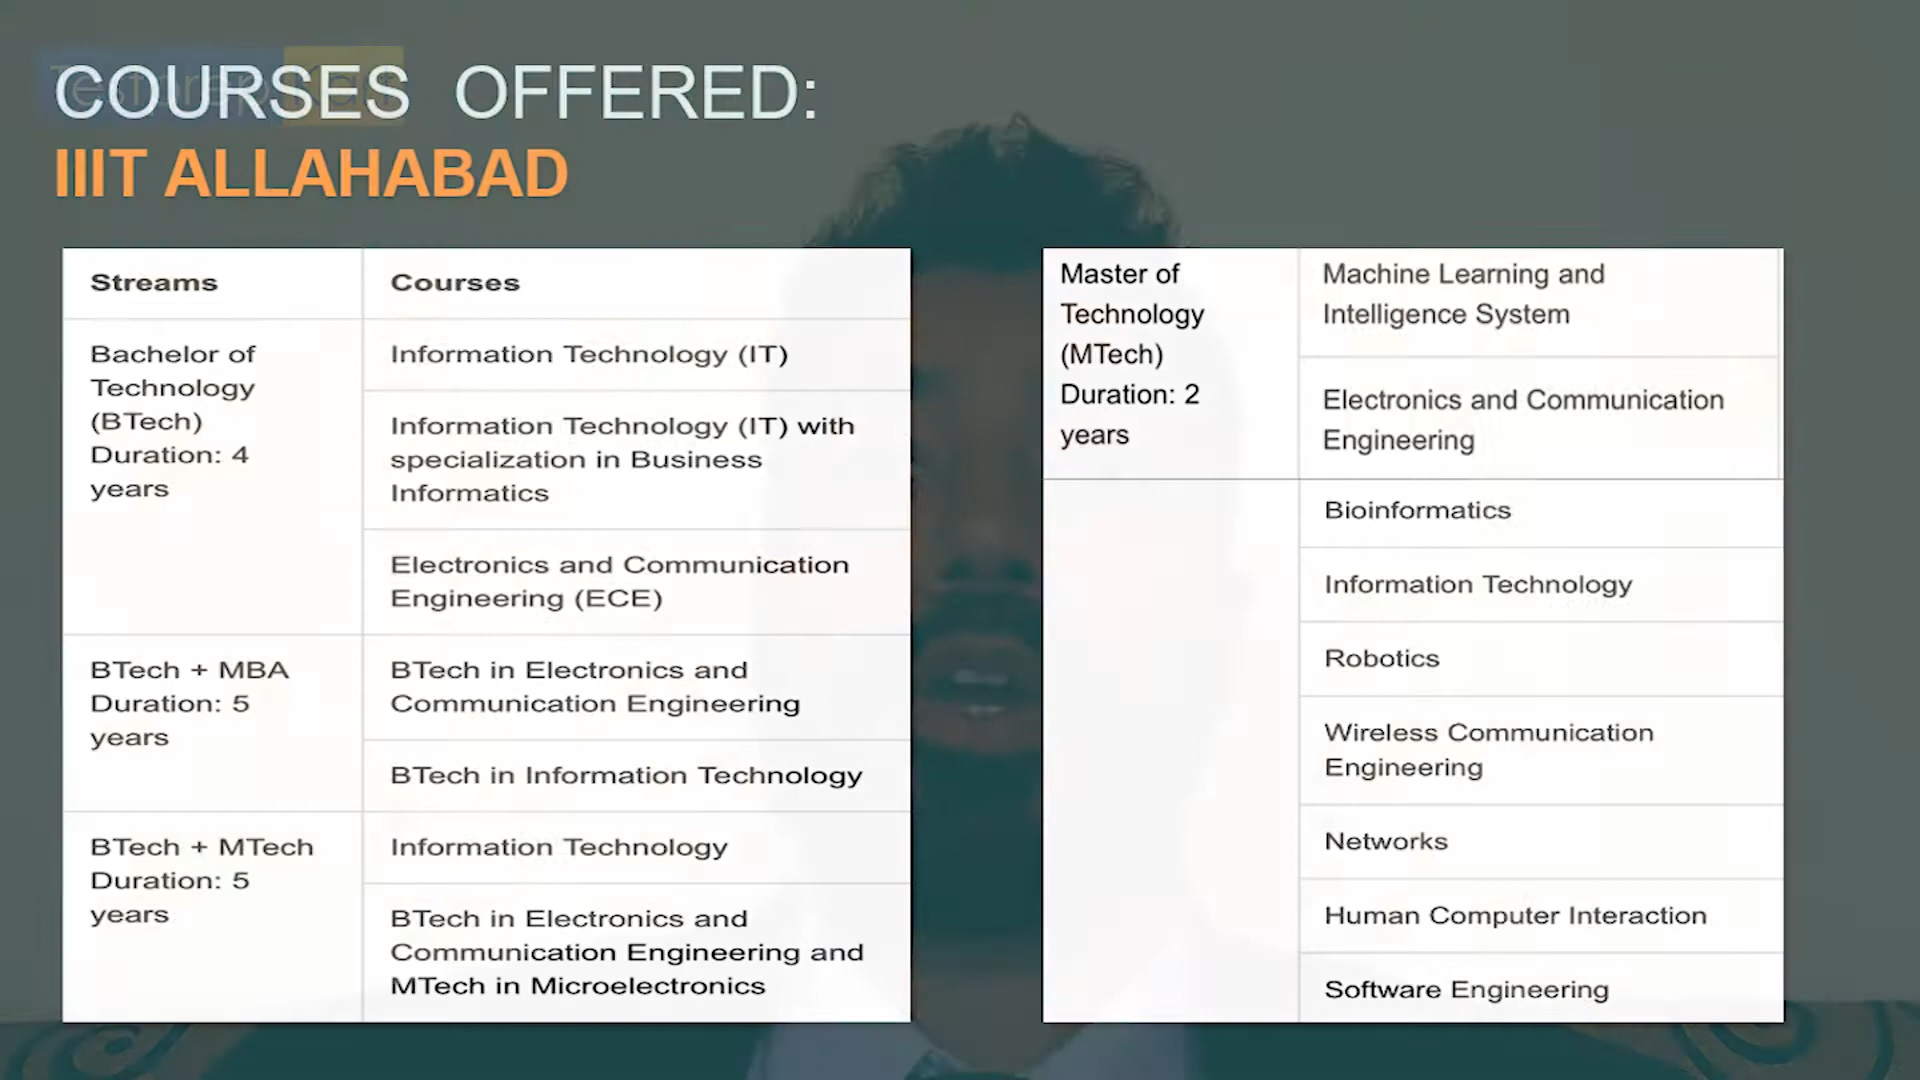 COURSES OFFERED:
IIIT ALLAHABAD
Streams
Courses
Bachelor of
Technology
(BTech)
Duration: 4
years
Information Technology (IT)
Information Technology (IT) with
specialization in Business
Informatics
Electronics and Communication
Engineering (ECE)
BTech + MBA
Duration: 5
years
BTech in Electronics and
Communication Engineering
BTech in Information Technology
BTech + MTech
Duration: 5
years
Information Technology
BTech in Electronics and
Communication Engineering and
MTech in Microelectronics
Master of
Technology
(MTech)
Duration: 2
years
Machine Learning and
Intelligence System
Electronics and Communication
Engineering
Bioinformatics
Information Technology
Robotics
Wireless Communication
Engineering
Networks
Human Computer Interaction
Software Engineering